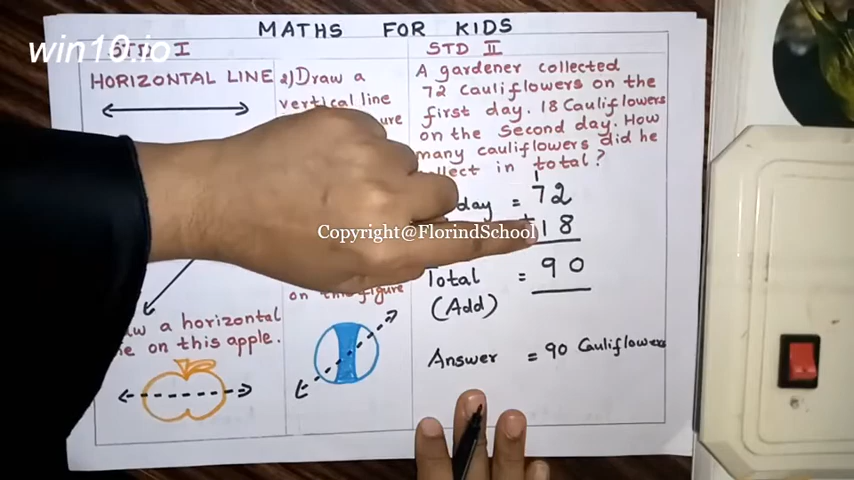 MATHS FOR KIDS
win10.io
STD I
HORIZONTAL LINE
2) Draw a
vertical line
on this figure
aw a horizontal
ne on this apple.
STD II
A gardener collected
72 Cauliflowers on the
first day. 18 Cauliflowers
on the Second day. How
many cauliflowers did he
llect in total?
1
day = 72
+ 18
Total = 90
(Add)
Answer = 90 Cauliflowers
Copyright@FlorindSchool